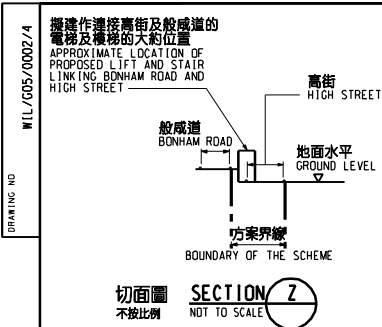 WIL/G05/0002/4
DRAWING NO
擬建作連接高街及般咸道的
電梯及樓梯的大約位置
APPROXIMATE LOCATION OF
PROPOSED LIFT AND STAIR
LINKING BONHAM ROAD AND
HIGH STREET
高街
HIGH STREET
般咸道
BONHAM ROAD
地面水平
GROUND LEVEL
方案界線
BOUNDARY OF THE SCHEME
切面圖 SECTION Z
不按比例 NOT TO SCALE